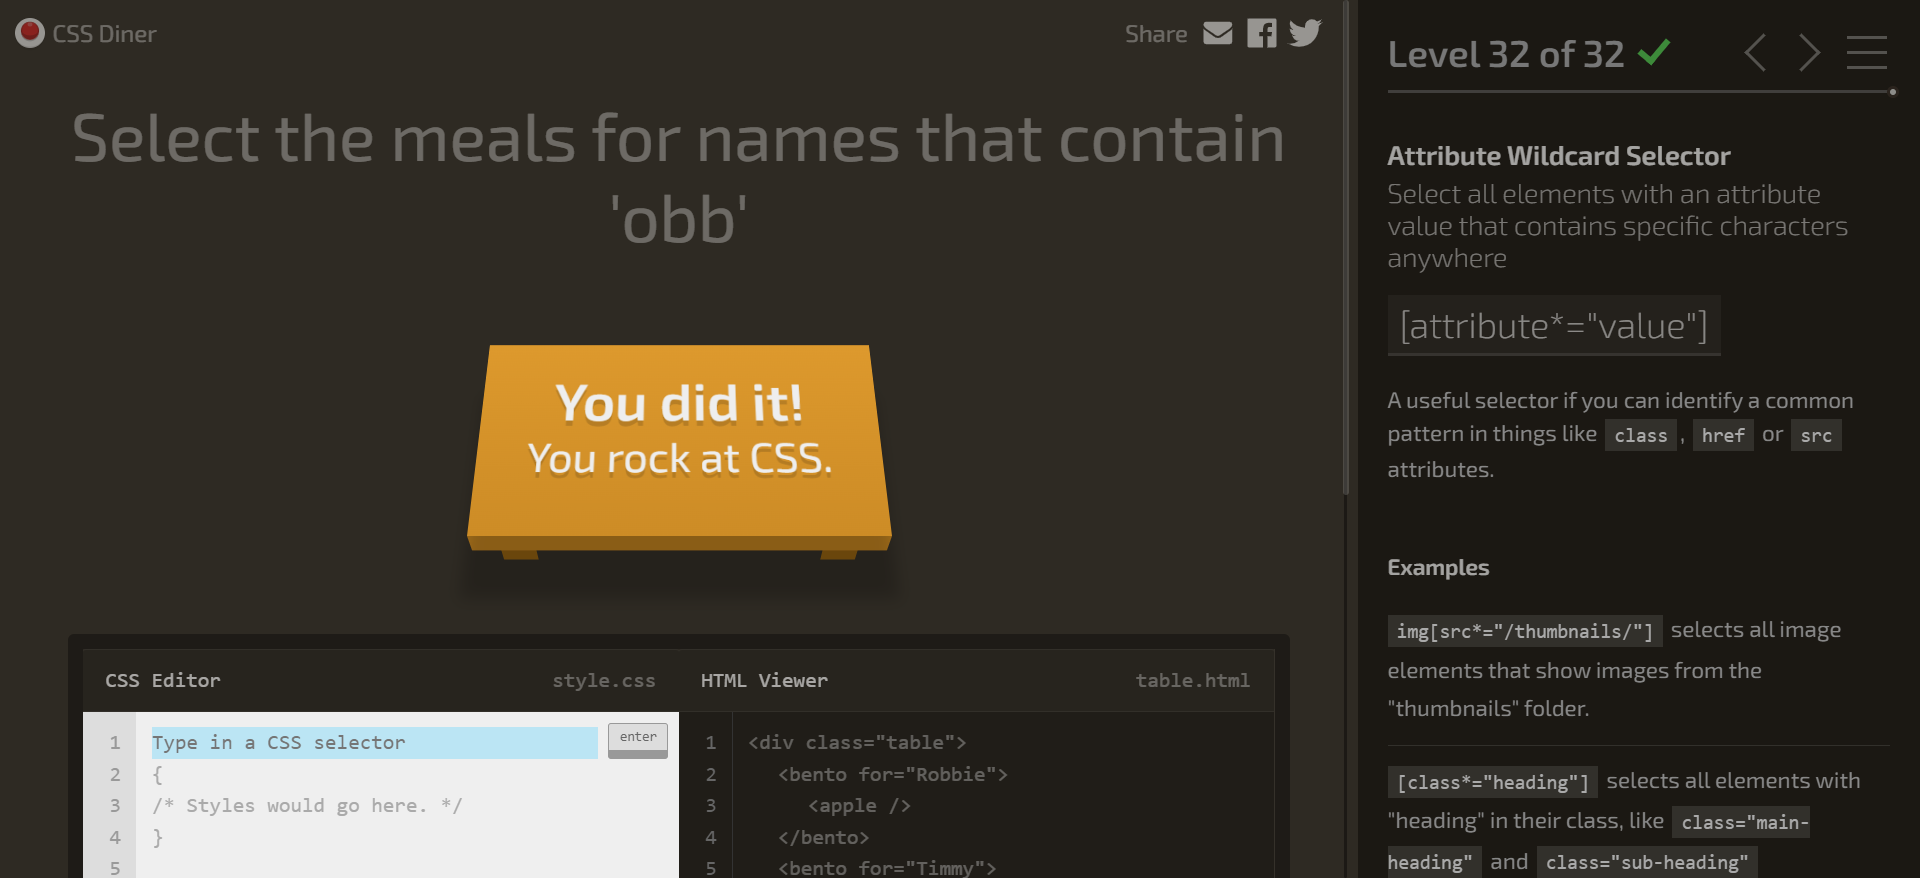 CSS Diner
Share
Select the meals for names that contain
'obb'
You did it!
You rock at CSS.
CSS Editor
style.css
HTML Viewer
table.html
1
2
3
4
5
Type in a CSS selector
enter
{
/* Styles would go here. */
}
1
2
3
4
5
<div class="table">
<bento for="Robbie">
<apple />
</bento>
<bento for="Timmy">
Level 32 of 32
Attribute Wildcard Selector
Select all elements with an attribute
value that contains specific characters
anywhere
[attribute*="value"]
A useful selector if you can identify a common
pattern in things like class , href or src
attributes.
Examples
img[src*="/thumbnails/"] selects all image
elements that show images from the
"thumbnails" folder.
[class*="heading"] selects all elements with
"heading" in their class, like class="main-
heading" and class="sub-heading"